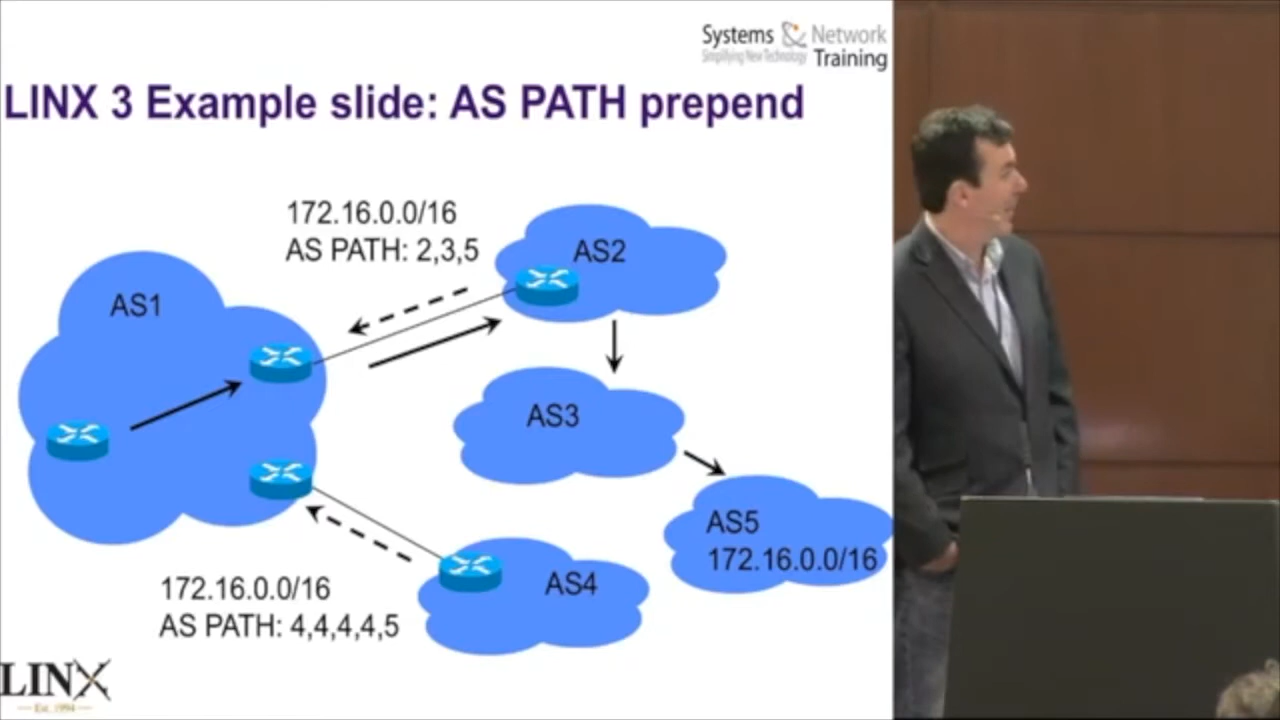 Systems Network
Simplifying New Technology Training
LINX 3 Example slide: AS PATH prepend
172.16.0.0/16
AS PATH: 2,3,5
AS2
AS1
AS3
AS5
172.16.0.0/16
AS4
172.16.0.0/16
AS PATH: 4,4,4,4,5
LINX
Est. 1994